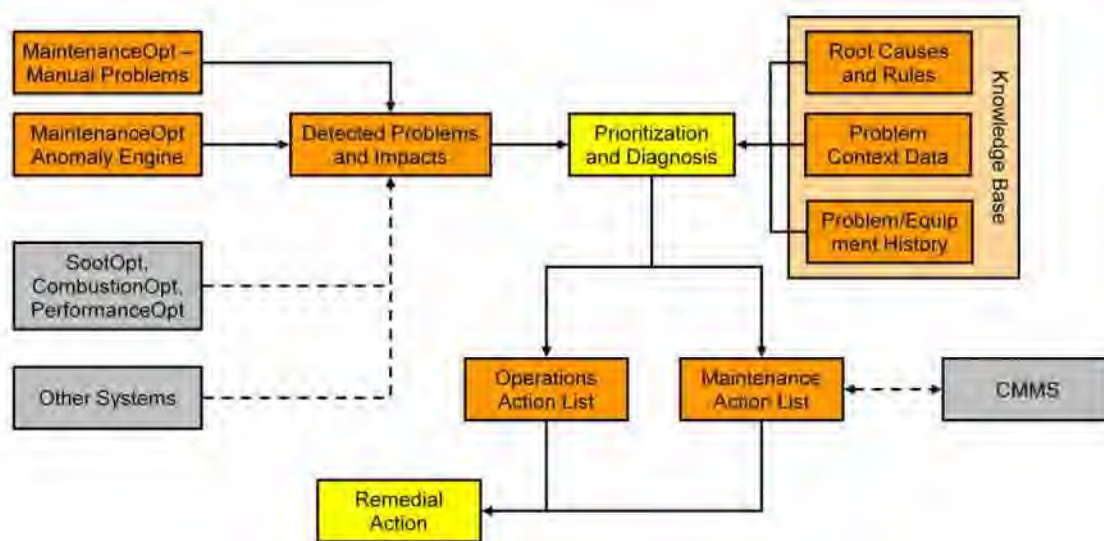 MaintenanceOpt –
Manual Problems
MaintenanceOpt
Anomaly Engine
Detected Problems
and Impacts
Prioritization
and Diagnosis
Root Causes
and Rules
Problem
Context Data
Problem/Equip
ment History
Knowledge Base
SootOpt,
CombustionOpt,
PerformanceOpt
Other Systems
Operations
Action List
Maintenance
Action List
CMMS
Remedial
Action